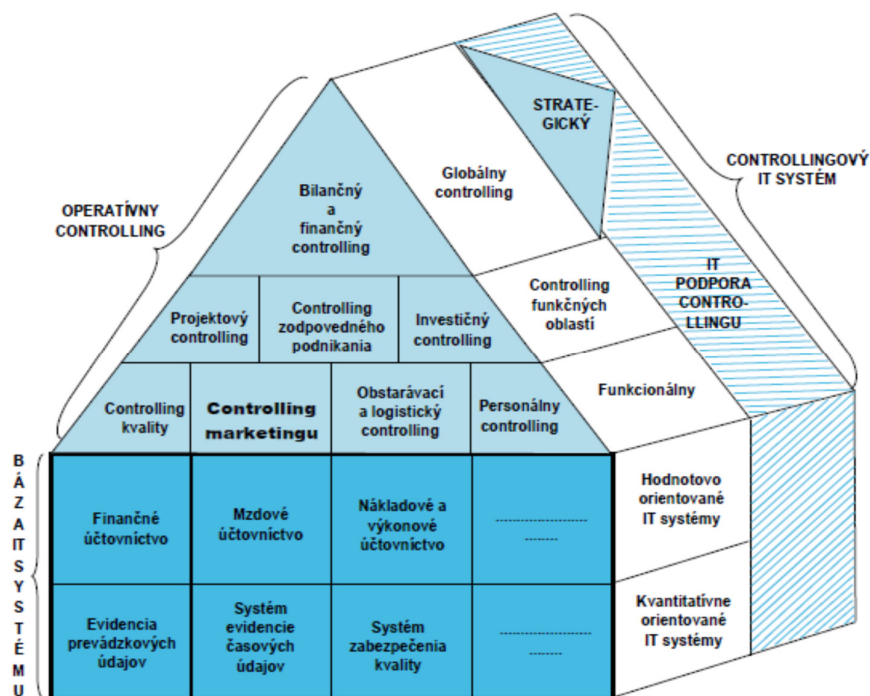 STRATE-
GICKÝ
CONTROLLINGOVÝ
IT SYSTÉM
Globálny
controlling
OPERATÍVNY
CONTROLLING
Bilančný
a
finančný
controlling
IT
PODPORA
CONTRO-
LLINGU
Controlling
funkčných
oblastí
Projektový
controlling
Controlling
zodpovedného
podnikania
Investičný
controlling
Funkcionálny
Controlling
kvality
Controlling
marketingu
Obstarávací
a logistický
controlling
Personálny
controlling
B
Á
Z
A
IT
S
Y
S
T
É
M
U
Finančné
účtovníctvo
Mzdové
účtovníctvo
Nákladové a
výkonové
účtovníctvo
Hodnotovo
orientované
IT systémy
Evidencia
prevádzkových
údajov
Systém
evidencie
časových
údajov
Systém
zabezpečenia
kvality
Kvantitatívne
orientované
IT systémy